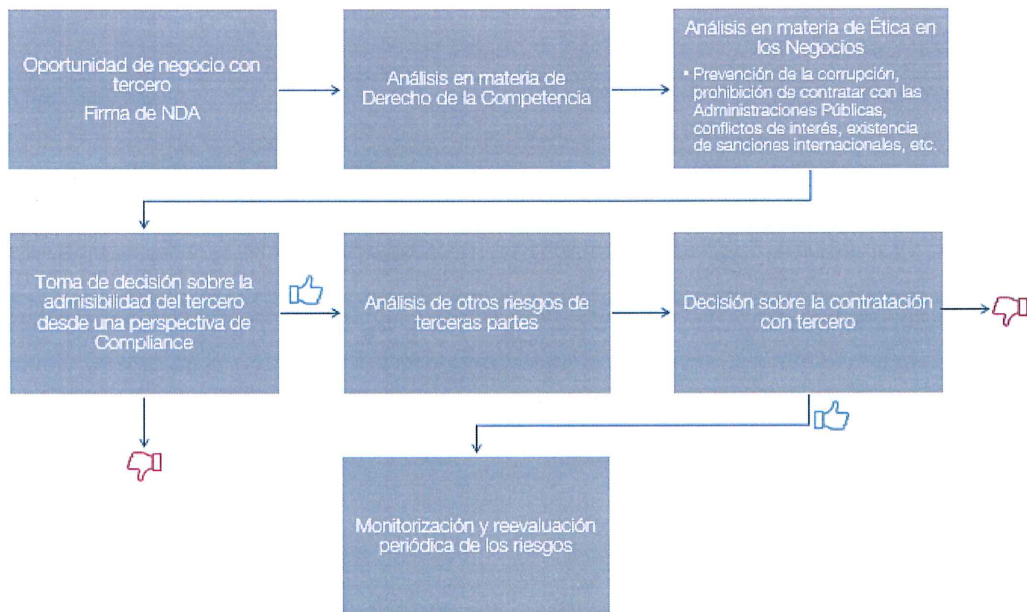 Oportunidad de negocio con
tercero
Firma de NDA
Análisis en materia de
Derecho de la Competencia
Análisis en materia de Ética en
los Negocios
• Prevención de la corrupción,
prohibición de contratar con las
Administraciones Públicas,
conflictos de interés, existencia
de sanciones internacionales, etc.
Toma de decisión sobre la
admisibilidad del tercero
desde una perspectiva de
Compliance
Análisis de otros riesgos de
terceras partes
Decisión sobre la contratación
con tercero
Monitorización y reevaluación
periódica de los riesgos